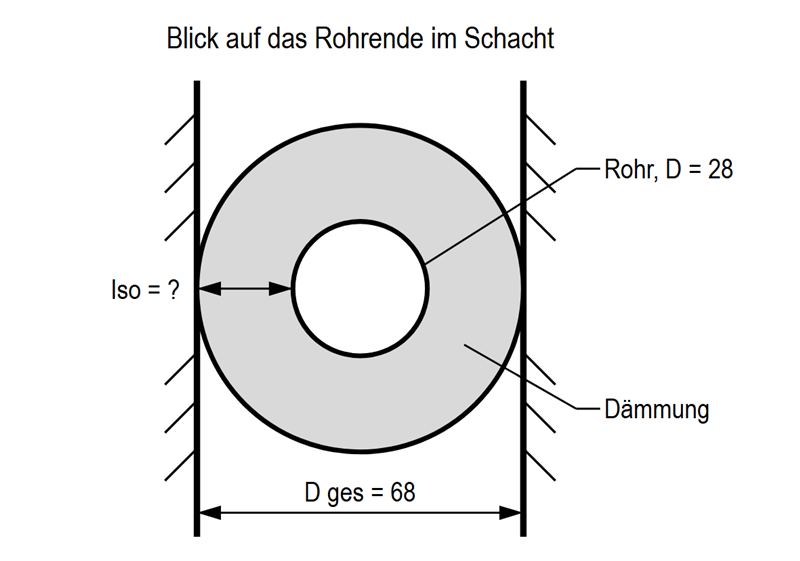 Blick auf das Rohrende im Schacht
Rohr, D = 28
Iso = ?
Dämmung
D ges = 68